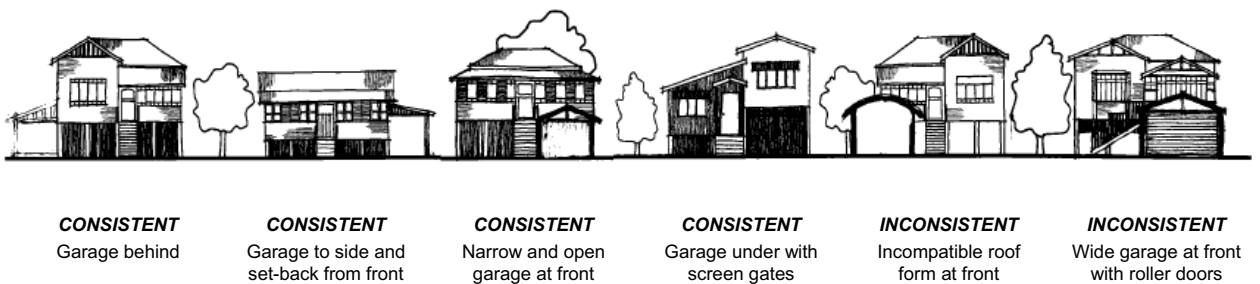 CONSISTENT
Garage behind
CONSISTENT
Garage to side and
set-back from front
CONSISTENT
Narrow and open
garage at front
CONSISTENT
Garage under with
screen gates
INCONSISTENT
Incompatible roof
form at front
INCONSISTENT
Wide garage at front
with roller doors